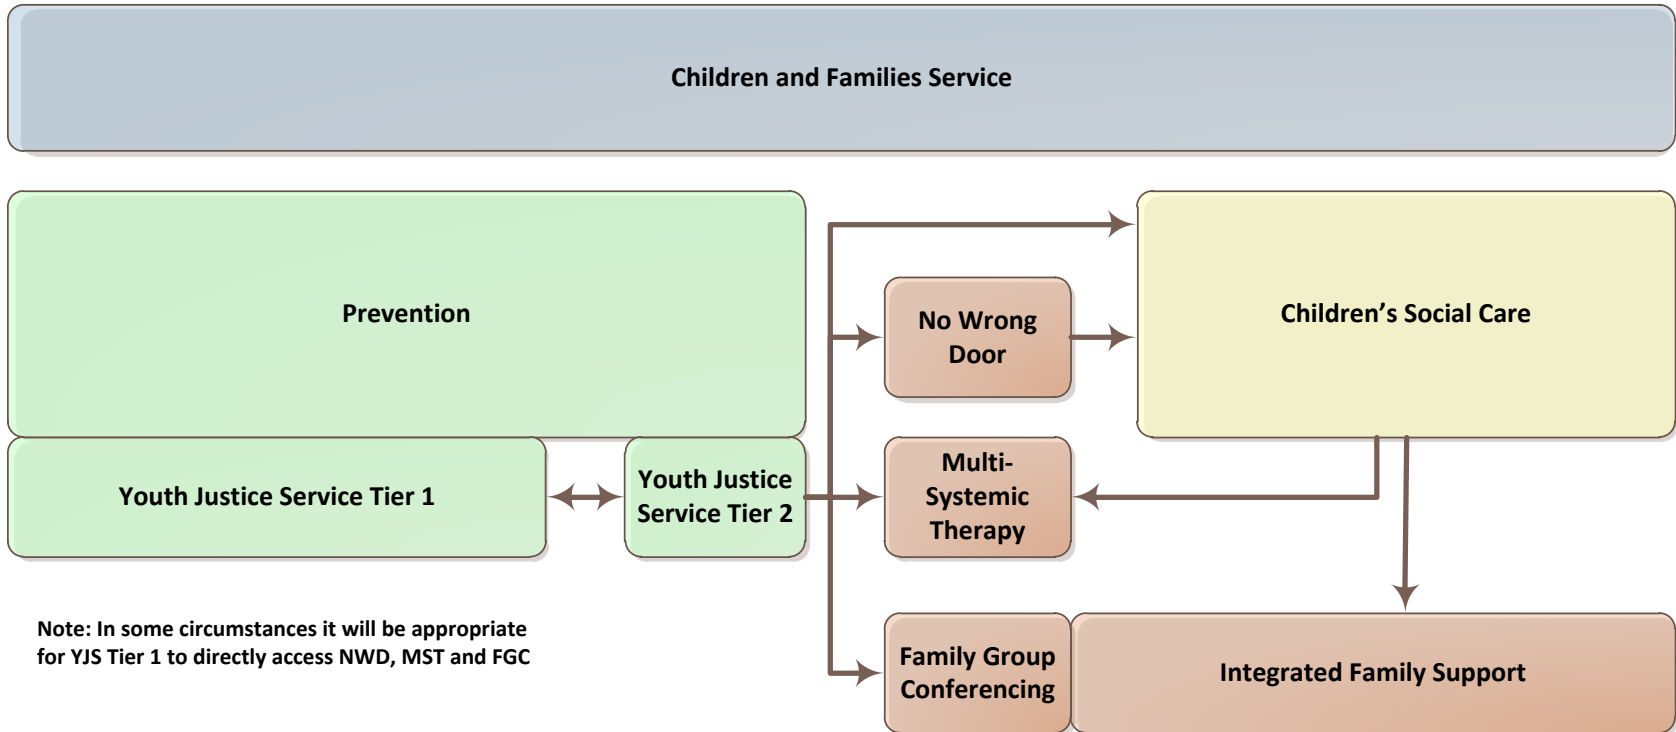 Children and Families Service
Prevention
No Wrong
Door
Children’s Social Care
Youth Justice Service Tier 1
Youth Justice
Service Tier 2
Multi-
Systemic
Therapy
Note: In some circumstances it will be appropriate
for YJS Tier 1 to directly access NWD, MST and FGC
Family Group
Conferencing
Integrated Family Support